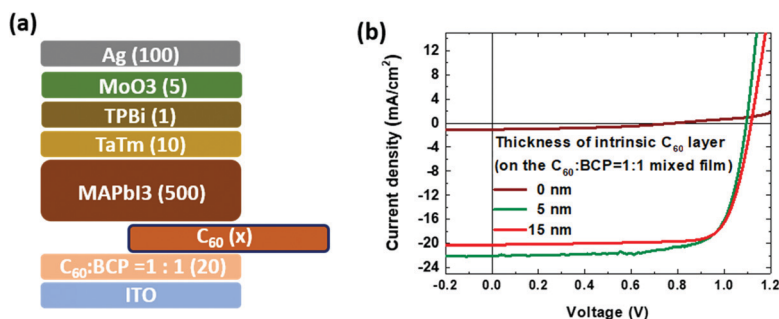 (a)
Ag (100)
MoO3 (5)
TPBi (1)
TaTm (10)
MAPbI3 (500)
C₆₀ (x)
C₆₀:BCP =1 : 1 (20)
ITO
(b)
Current density (mA/cm²)
12
8
4
0
-4
-8
-12
-16
-20
-24
Thickness of intrinsic C₆₀ layer
(on the C₆₀:BCP=1:1 mixed film)
0 nm
5 nm
15 nm
-0.2 0.0 0.2 0.4 0.6 0.8 1.0 1.2
Voltage (V)